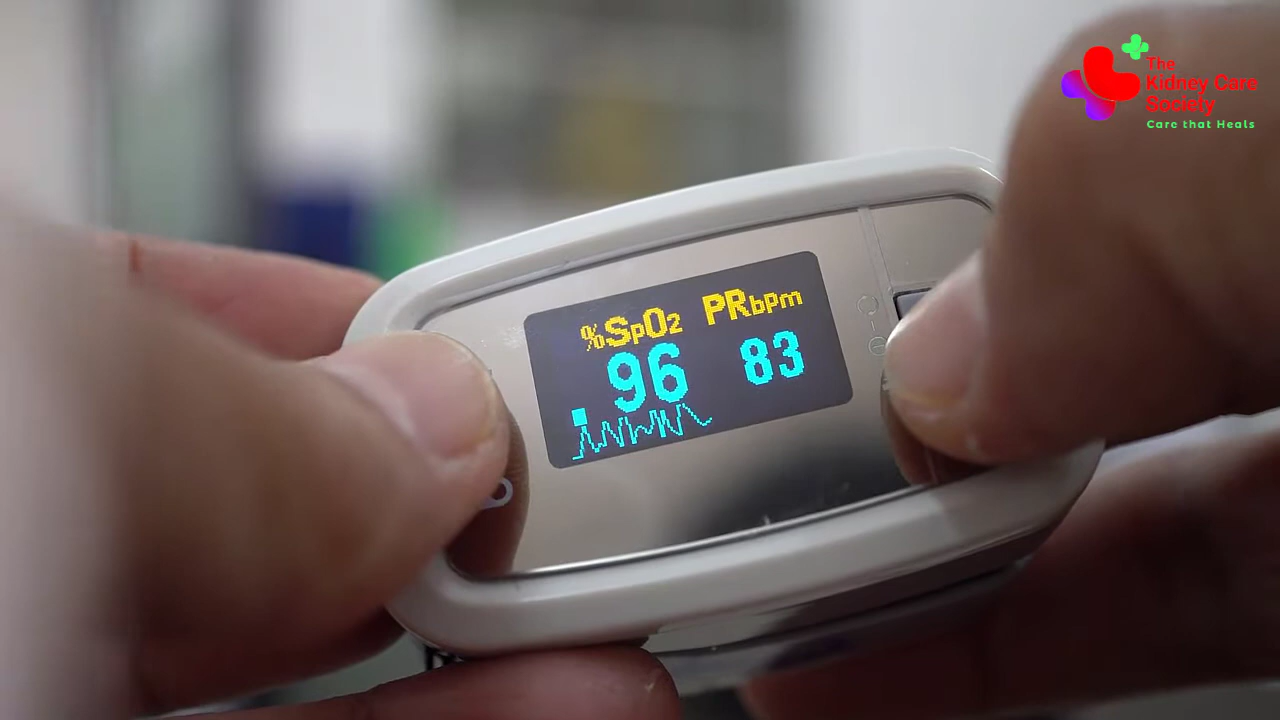 The
Kidney Care
Society
Care that Heals
%SpO2 PRbpm
96 83